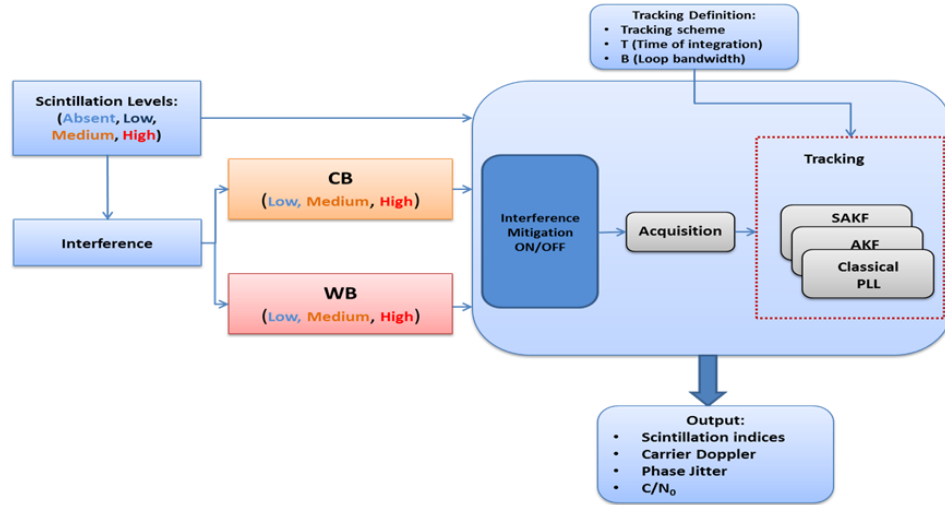 Tracking Definition:
• Tracking scheme
• T (Time of integration)
• B (Loop bandwidth)
Scintillation Levels:
(Absent, Low,
Medium, High)
Interference
CB
(Low, Medium, High)
WB
(Low, Medium, High)
Interference
Mitigation
ON/OFF
Acquisition
Tracking
SAKF
AKF
Classical
PLL
Output:
• Scintillation indices
• Carrier Doppler
• Phase Jitter
• C/N₀